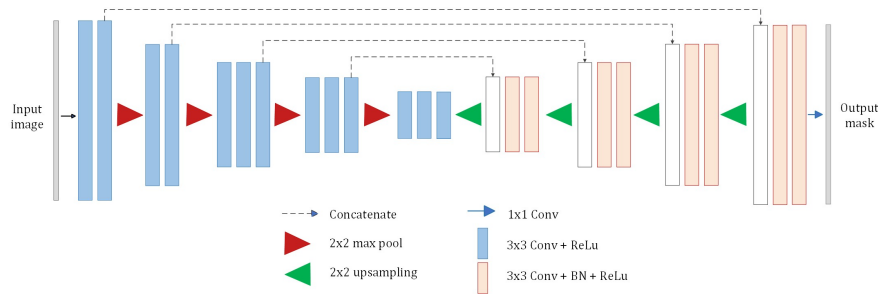 Input
image
Output
mask
Concatenate
1x1 Conv
2x2 max pool
3x3 Conv + ReLu
2x2 upsampling
3x3 Conv + BN + ReLu